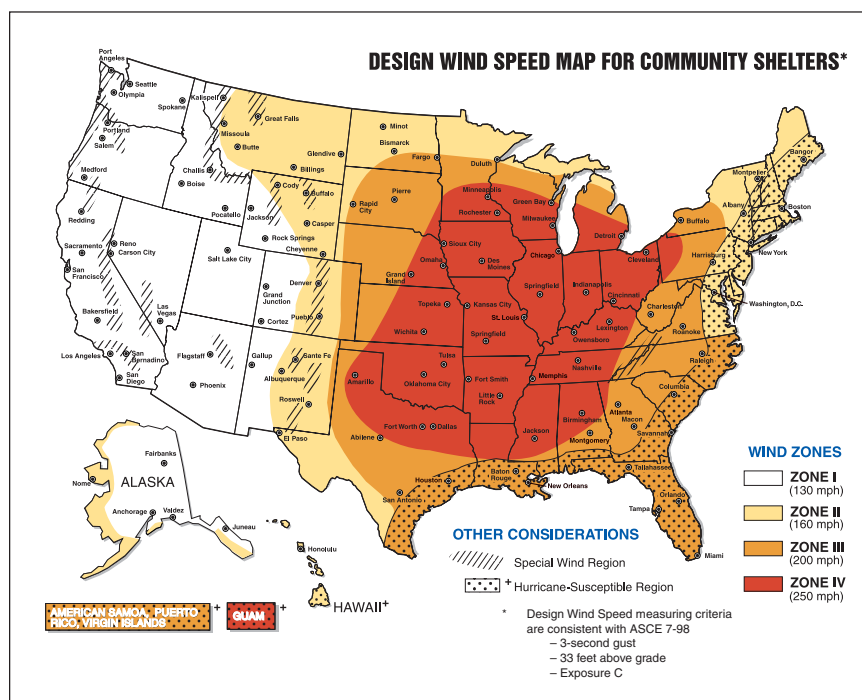 DESIGN WIND SPEED MAP FOR COMMUNITY SHELTERS*
Port
Angeles
Seattle
Olympia
Spokane
Kalispell
Great Falls
Portland
Salem
Missoula
Butte
Glendive
Billings
Minot
Bismarck
Fargo
Duluth
Medford
Challis
Boise
Pocatello
Cody
Buffalo
Jackson
Casper
Rock Springs
Cheyenne
Rapid
City
Pierre
Minneapolis
Rochester
Green Bay
Milwaukee
Detroit
Buffalo
Albany
Montpelier
Bangor
Boston
New York
Redding
Reno
Carson City
Sacramento
San
Francisco
Salt Lake City
Denver
Grand
Junction
Pueblo
Cortez
Grand
Island
Sioux City
Omaha
Des
Moines
Chicago
Cleveland
Harrisburg
Washington, D.C.
Bakersfield
Las
Vegas
Los Angeles
San
Bernadino
San
Diego
Flagstaff
Phoenix
Gallup
Gante Fe
Albuquerque
Roswell
El Paso
Topeka
Kansas City
Wichita
Springfield
Indianapolis
Cincinnati
St. Louis
Springfield
Lexington
Owensboro
Charleston
Roanoke
Raleigh
Nashville
Memphis
Tulsa
Oklahoma City
Amarillo
Fort Smith
Little
Rock
Columbia
Atlanta
Macon
Savannah
Birmingham
Montgomery
Jackson
Fort Worth
Dallas
Abilene
Houston
San Antonio
Baton
Rouge
New Orleans
Tallahassee
Orlando
Tampa
Miami
Fairbanks
ALASKA
Nome
Anchorage
Valdez
Juneau
Honolulu
HAWAII+
AMERICAN SAMOA, PUERTO
RICO, VIRGIN ISLANDS
+
GUAM
+
OTHER CONSIDERATIONS
Special Wind Region
+ Hurricane-Susceptible Region
* Design Wind Speed measuring criteria
are consistent with ASCE 7-98
– 3-second gust
– 33 feet above grade
– Exposure C
WIND ZONES
ZONE I
(130 mph)
ZONE II
(160 mph)
ZONE III
(200 mph)
ZONE IV
(250 mph)